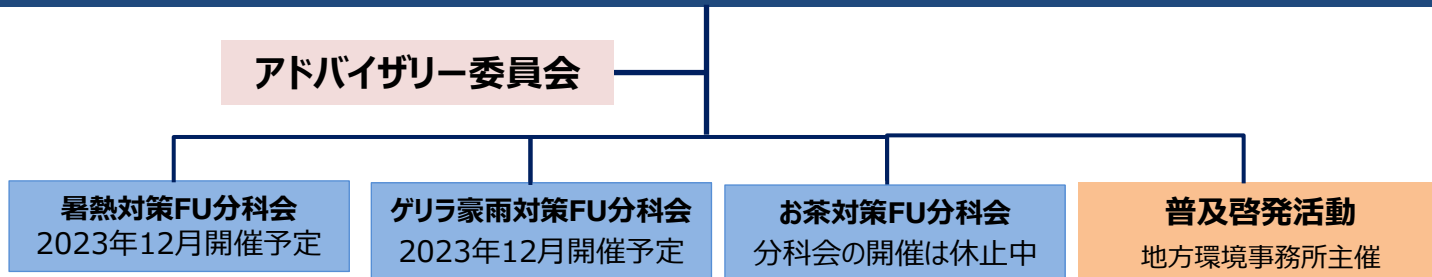 アドバイザリー委員会
暑熱対策FU分科会
2023年12月開催予定
ゲリラ豪雨対策FU分科会
2023年12月開催予定
お茶対策FU分科会
分科会の開催は休止中
普及啓発活動
地方環境事務所主催